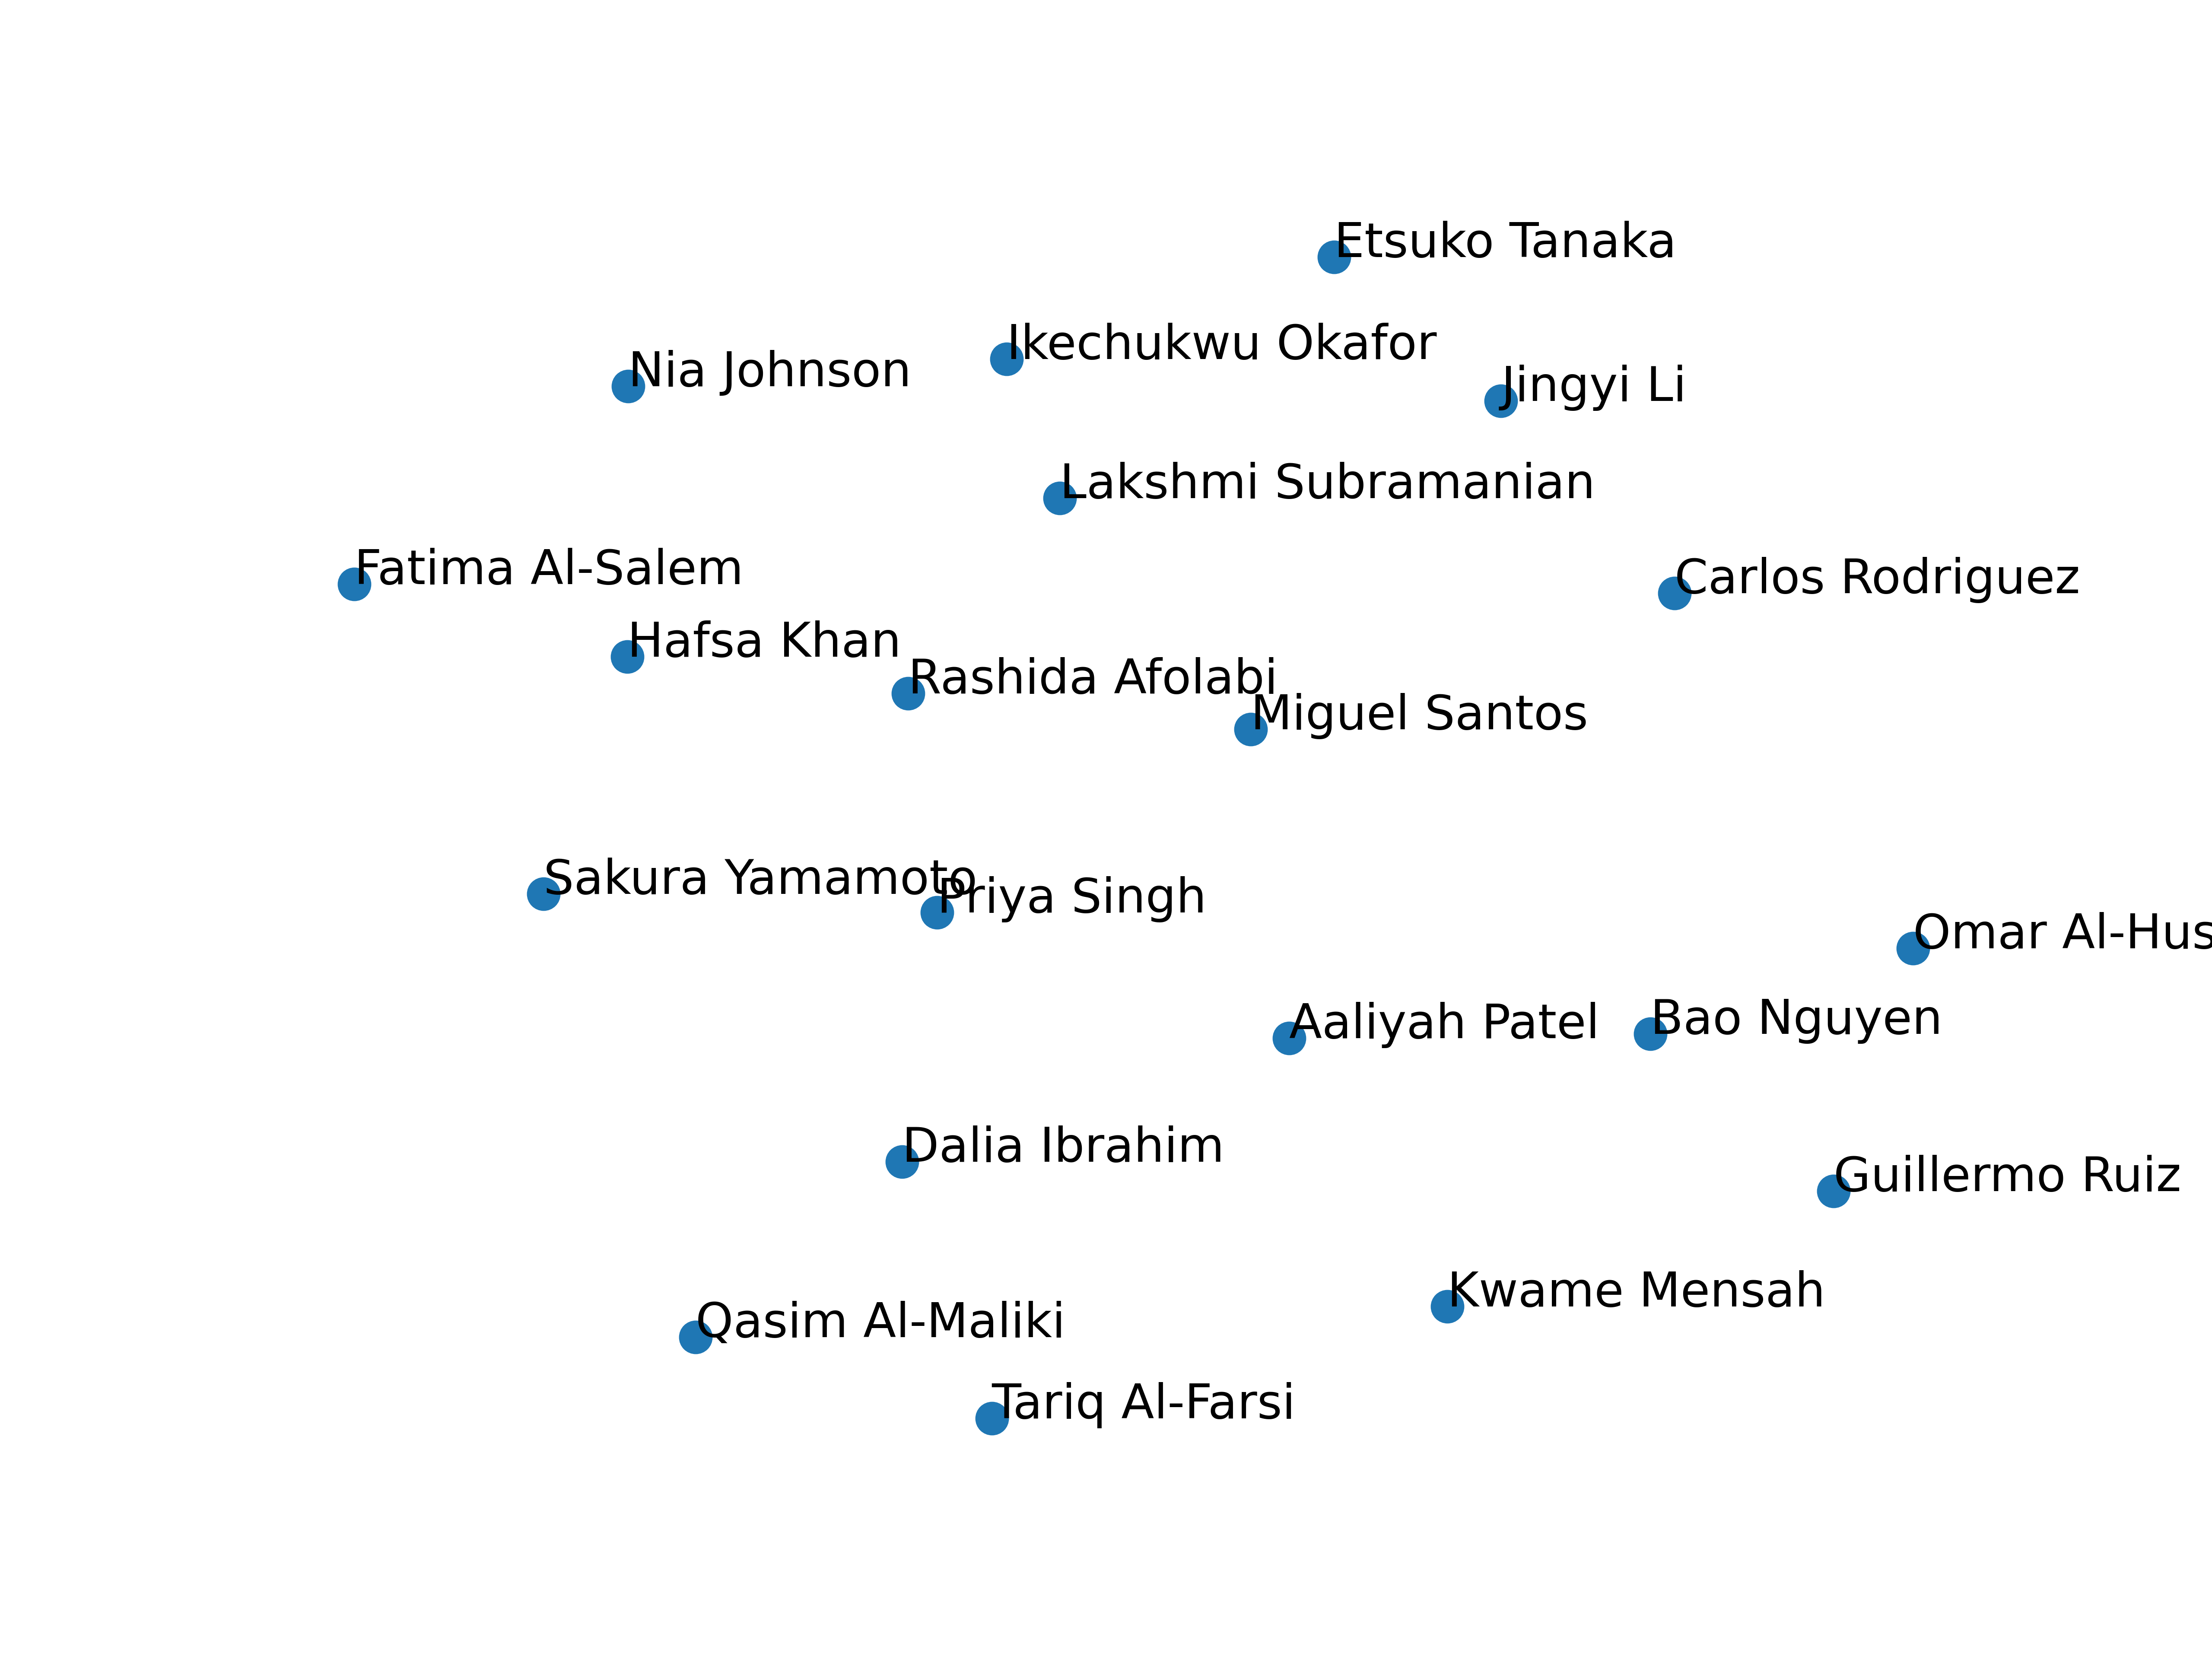 Etsuko Tanaka
Ikechukwu Okafor
Nia Johnson
Jingyi Li
Lakshmi Subramanian
Fatima Al-Salem
Carlos Rodriguez
Hafsa Khan
Rashida Afolabi
Miguel Santos
Sakura Yamamoto
Priya Singh
Omar Al-Hus
Bao Nguyen
Aaliyah Patel
Dalia Ibrahim
Guillermo Ruiz
Kwame Mensah
Qasim Al-Maliki
Tariq Al-Farsi